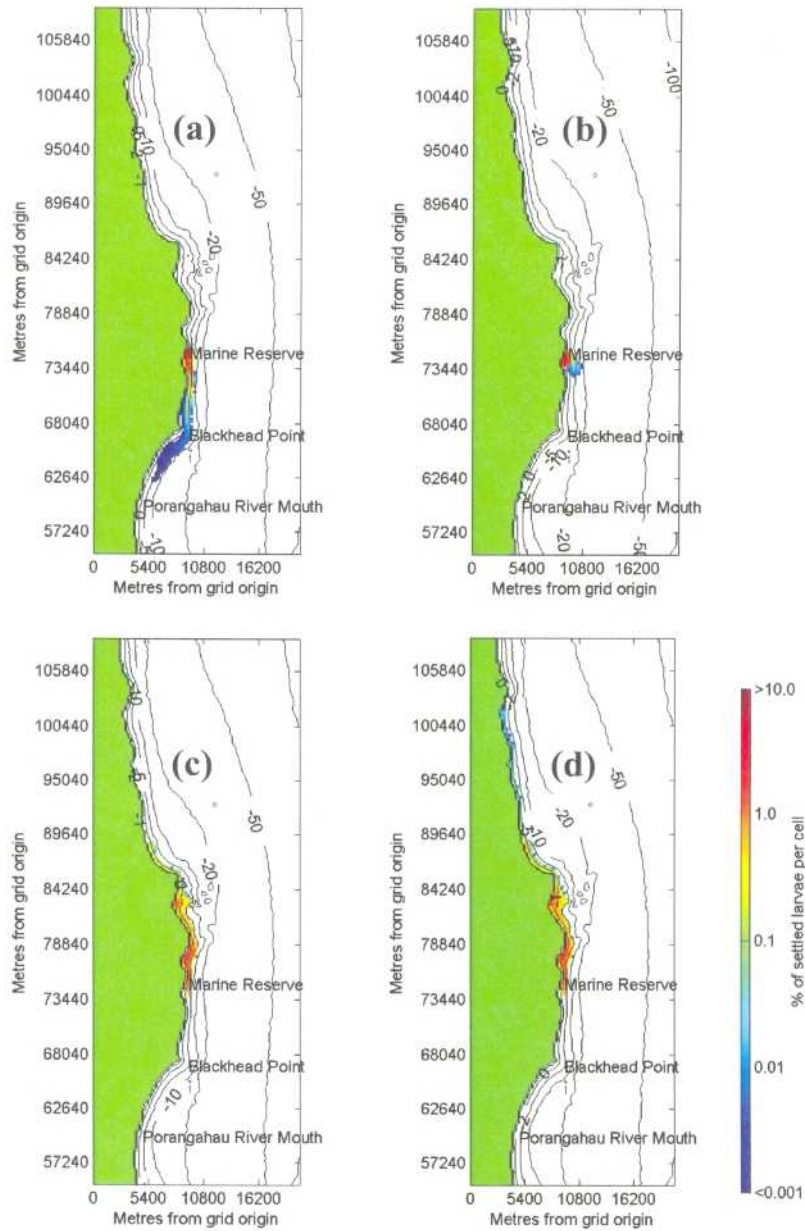 105840
100440
95040
89640
84240
78840
73440
68040
62640
57240
Metres from grid origin
(a)
-10
-20
-50
Marine Reserve
Blackhead Point
Porangahau River Mouth
-10
0 5400 10800 16200
Metres from grid origin
105840
100440
95040
89640
84240
78840
73440
68040
62640
57240
Metres from grid origin
(b)
-100
-50
-20
Marine Reserve
Blackhead Point
Porangahau River Mouth
-20
-50
0 5400 10800 16200
Metres from grid origin
105840
100440
95040
89640
84240
78840
73440
68040
62640
57240
Metres from grid origin
(c)
-10
-5
-50
-20
Marine Reserve
Blackhead Point
-10
Porangahau River Mouth
0 5400 10800 16200
Metres from grid origin
105840
100440
95040
89640
84240
78840
73440
68040
62640
57240
Metres from grid origin
(d)
-50
-20
-10
Marine Reserve
Blackhead Point
Porangahau River Mouth
0 5400 10800 16200
Metres from grid origin
>10.0
1.0
0.1
0.01
<0.001
% of settled larvae per cell